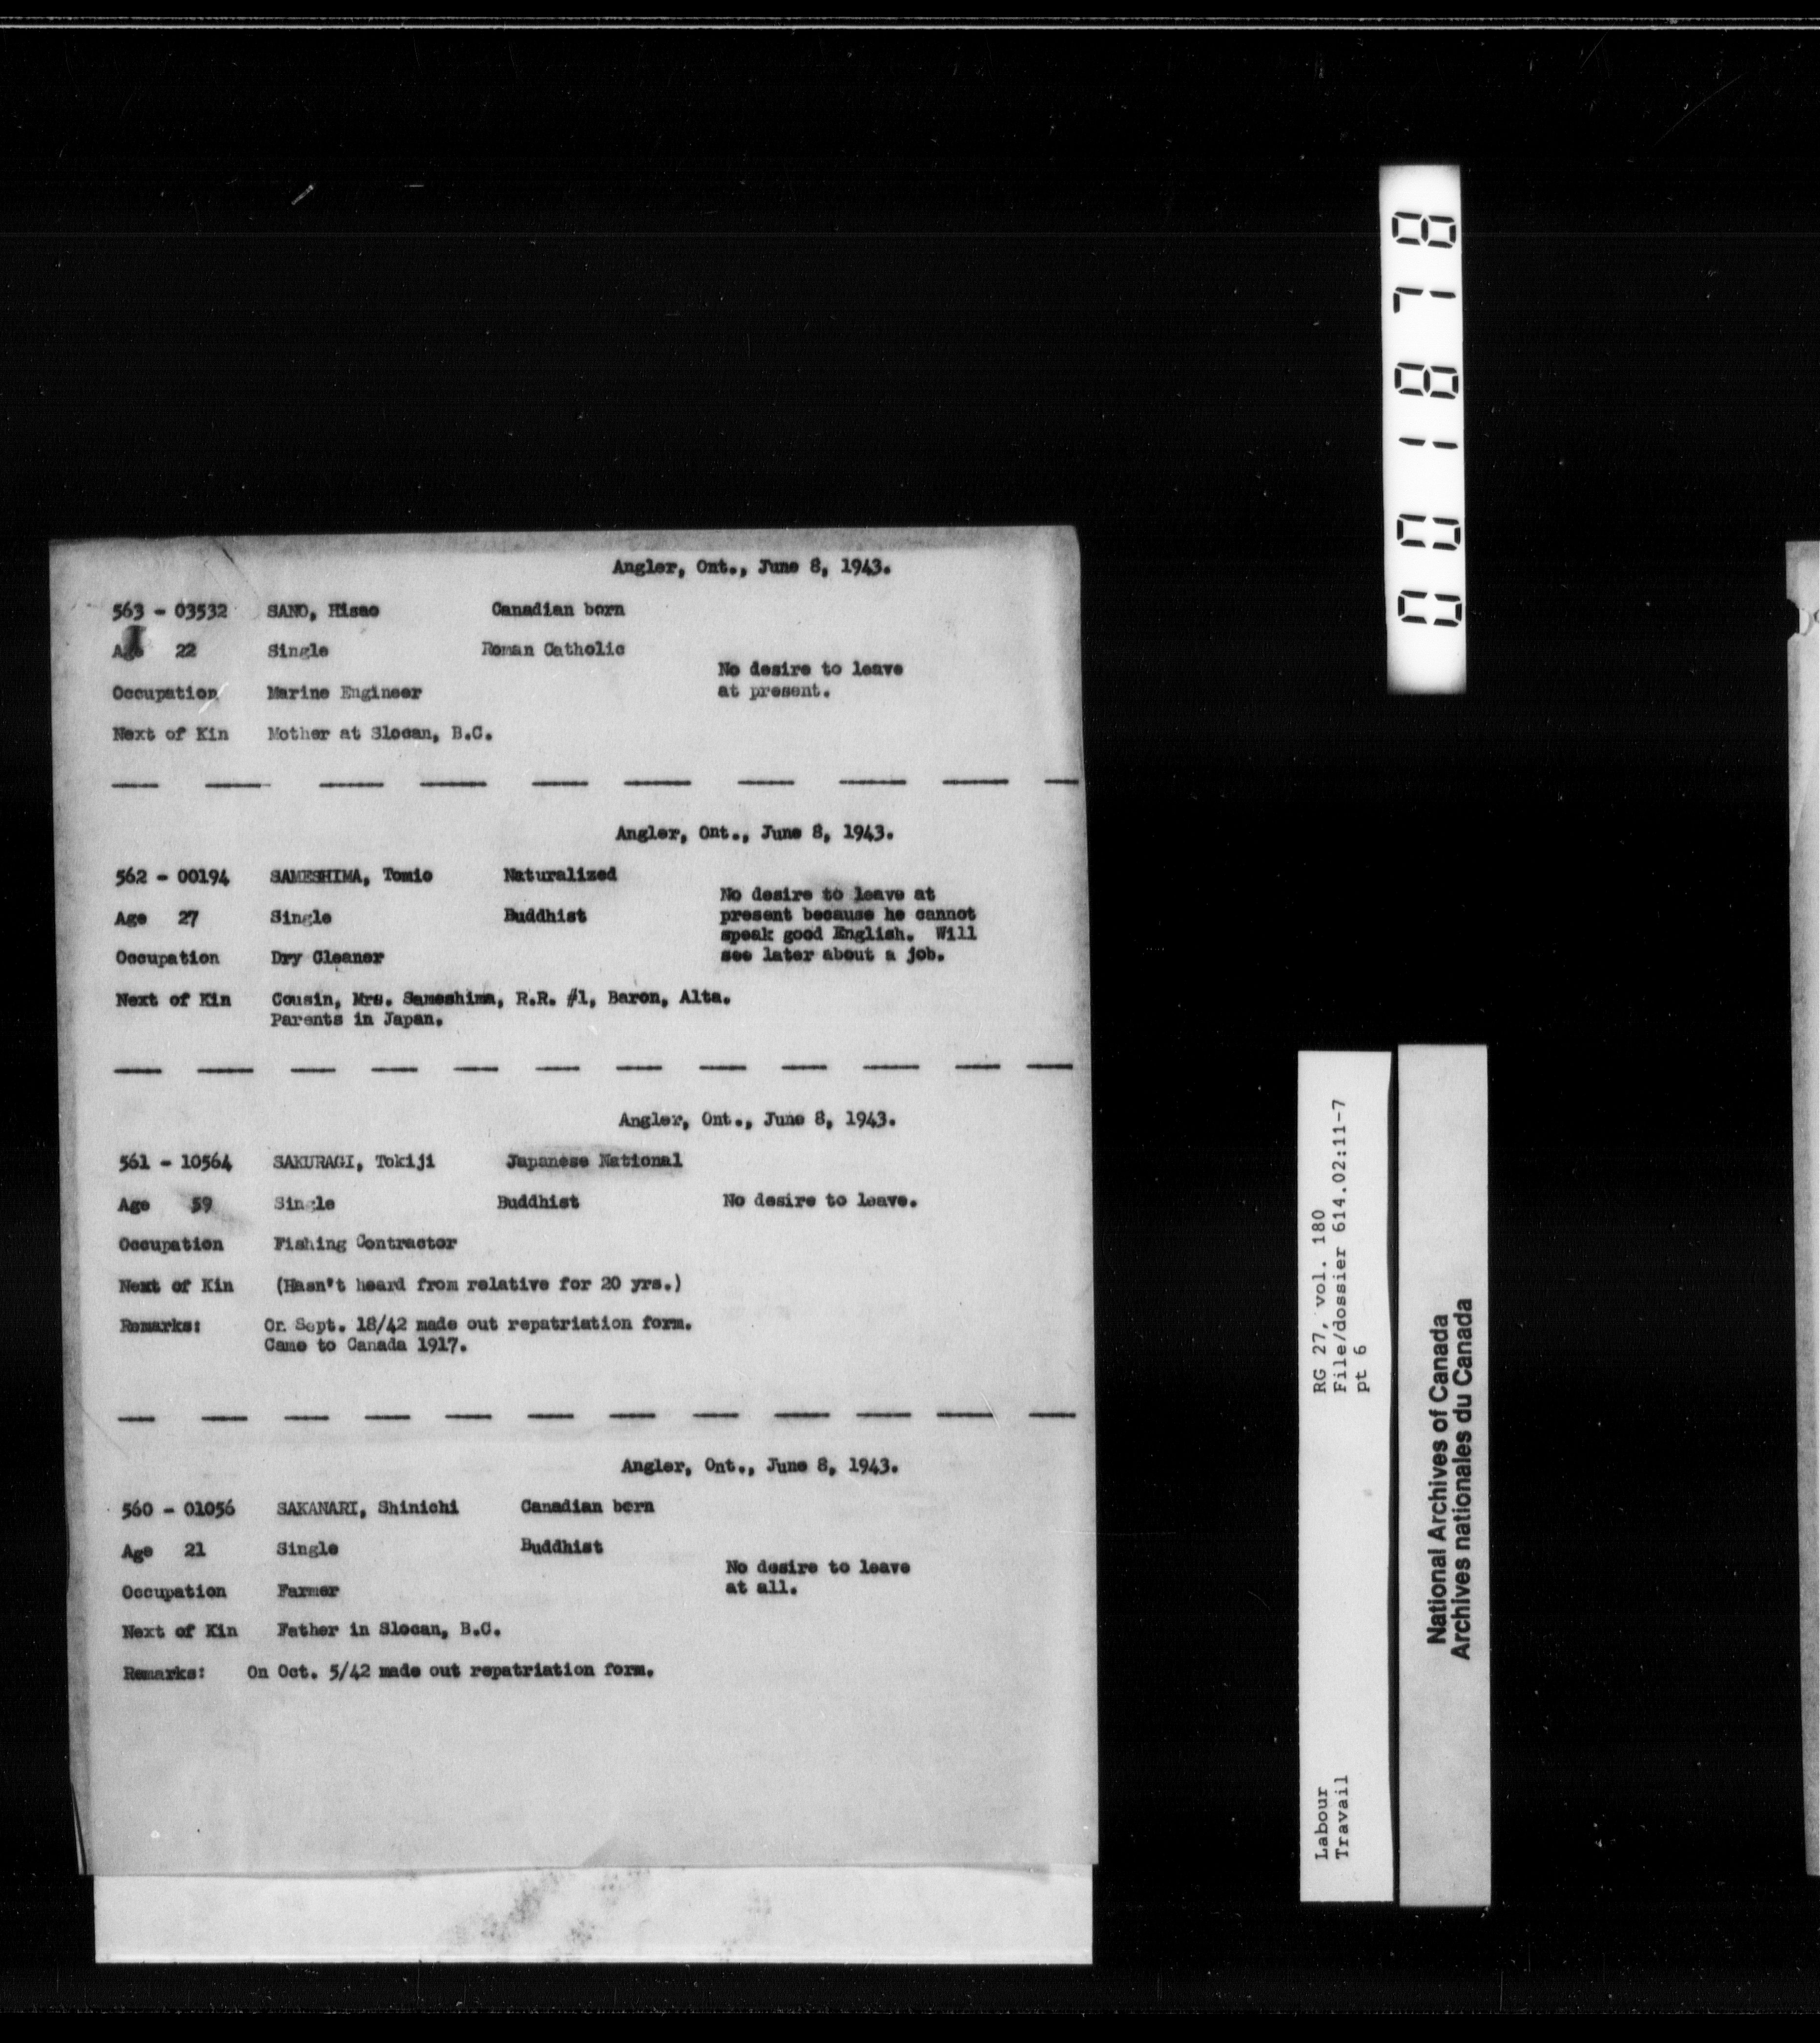 Angler, Ont., June 8, 1943.
563 - 03532 SANO, Hisao Canadian born
Age 22 Single Roman Catholic
No desire to leave
at present.
Occupation Marine Engineer
Next of Kin Mother at Slocan, B.C.
Angler, Ont., June 8, 1943.
562 - 00194 SAMESHIMA, Tomio Naturalized
No desire to leave at
present because he cannot
speak good English. Will
see later about a job.
Age 27 Single Buddhist
Occupation Dry Cleaner
Next of Kin Cousin, Mrs. Sameshima, R.R. #1, Baron, Alta.
Parents in Japan.
Angler, Ont., June 8, 1943.
561 - 10564 SAKURAGI, Tokiji Japanese National
Age 59 Single Buddhist No desire to leave.
Occupation Fishing Contractor
Next of Kin (Hasn't heard from relative for 20 yrs.)
Remarks: On Sept. 18/42 made out repatriation form.
Came to Canada 1917.
Angler, Ont., June 8, 1943.
560 - 01056 SAKANARI, Shinichi Canadian born
Age 21 Single Buddhist
No desire to leave
at all.
Occupation Farmer
Next of Kin Father in Slocan, B.C.
Remarks: On Oct. 5/42 made out repatriation form.
001878
RG 27, vol. 180
File/dossier 614.02:11-7
pt 6
Labour
Travail
National Archives of Canada
Archives nationales du Canada